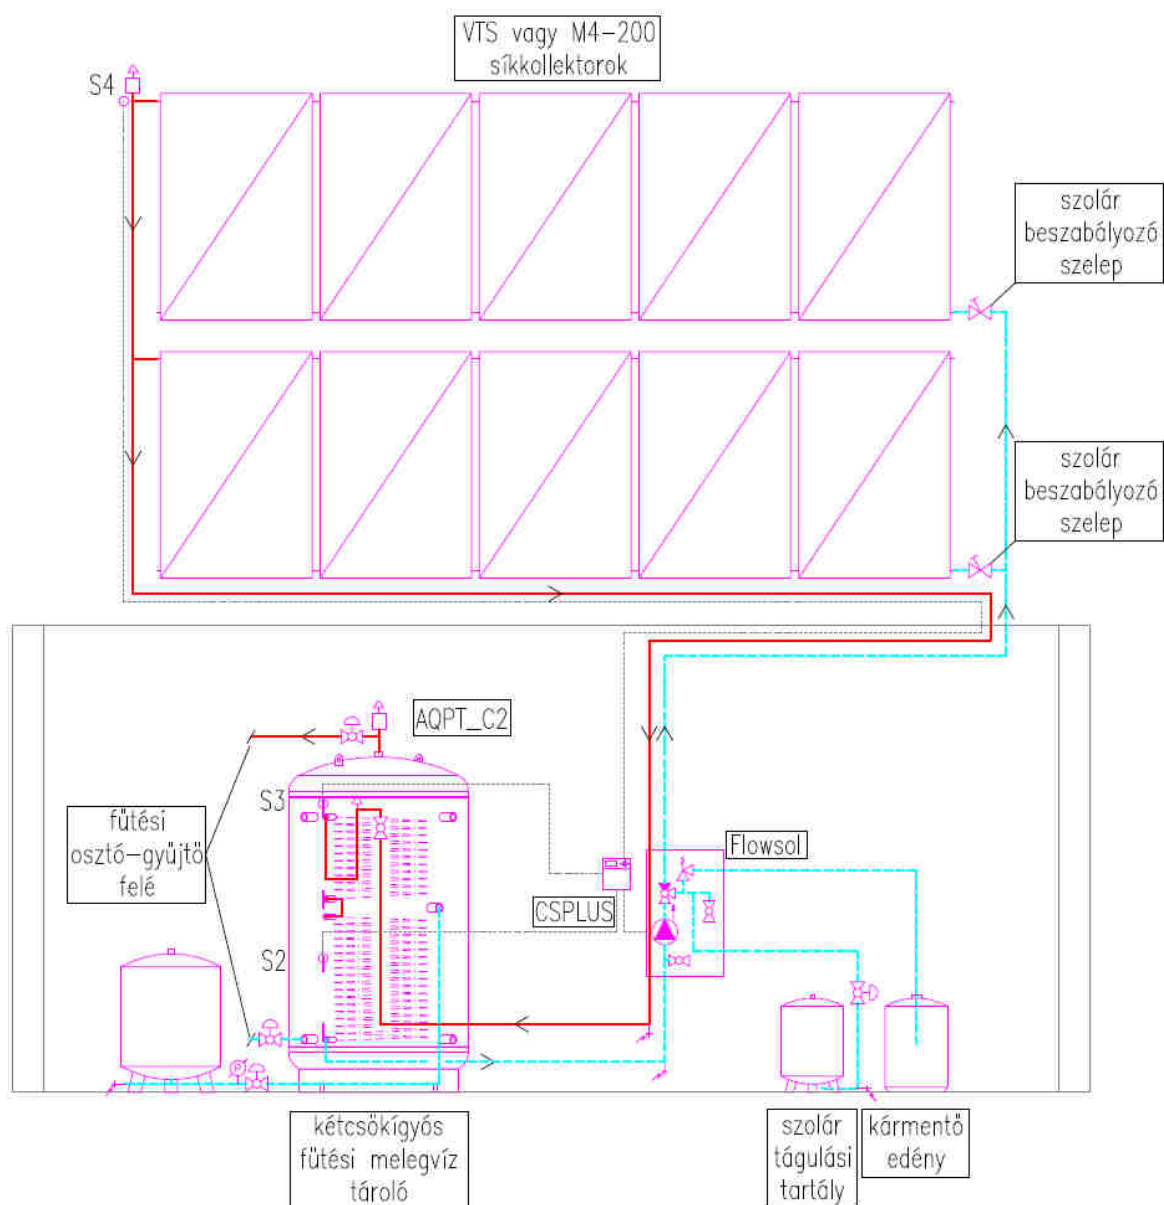 VTS vagy M4-200
síkkollektorok
S4
szolár
beszabályozó
szelep
szolár
beszabályozó
szelep
AQPT_C2
S3
fűtési
osztó-gyűjtő
felé
Flowsol
CSPLUS
S2
P
kétcsőkígyós
fűtési melegvíz
tároló
szolár
tágulási
tartály
kármentő
edény